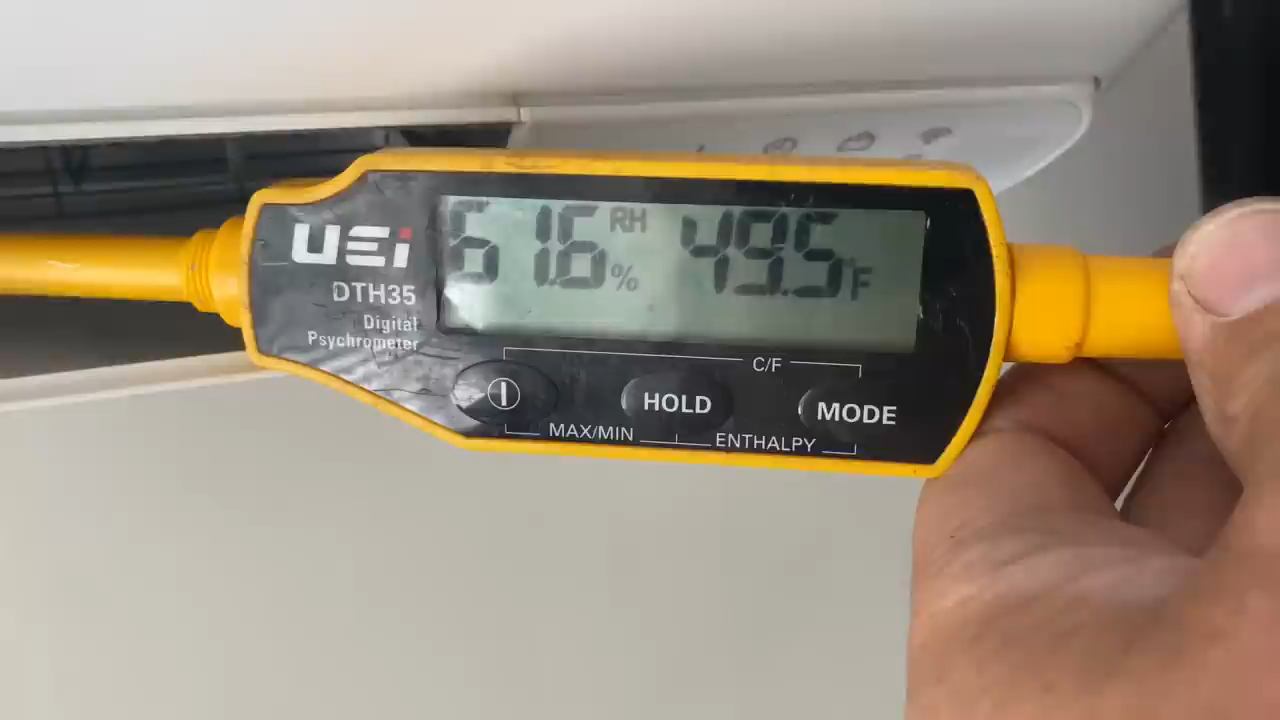 UEi
DTH35
Digital
Psychrometer
61.6 % RH 49.5 °F
C/F
HOLD
MODE
MAX/MIN
ENTHALPY